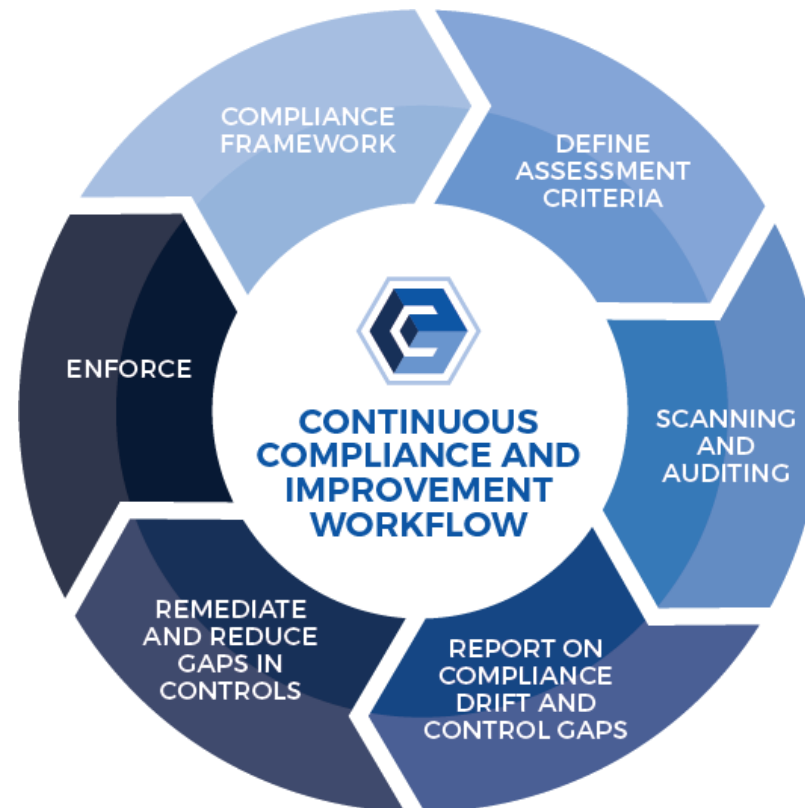 COMPLIANCE
FRAMEWORK
DEFINE
ASSESSMENT
CRITERIA
SCANNING
AND
AUDITING
REPORT ON
COMPLIANCE
DRIFT AND
CONTROL GAPS
REMEDIATE
AND REDUCE
GAPS IN
CONTROLS
ENFORCE
CONTINUOUS
COMPLIANCE AND
IMPROVEMENT
WORKFLOW